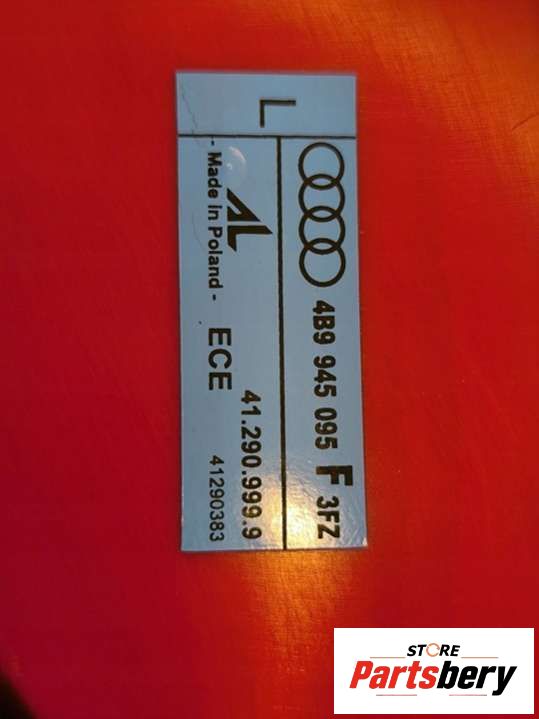 L
4B9 945 095 F 3FZ
41.290.999.9
AL ECE
- Made in Poland - 41290383
STORE
Partsbery